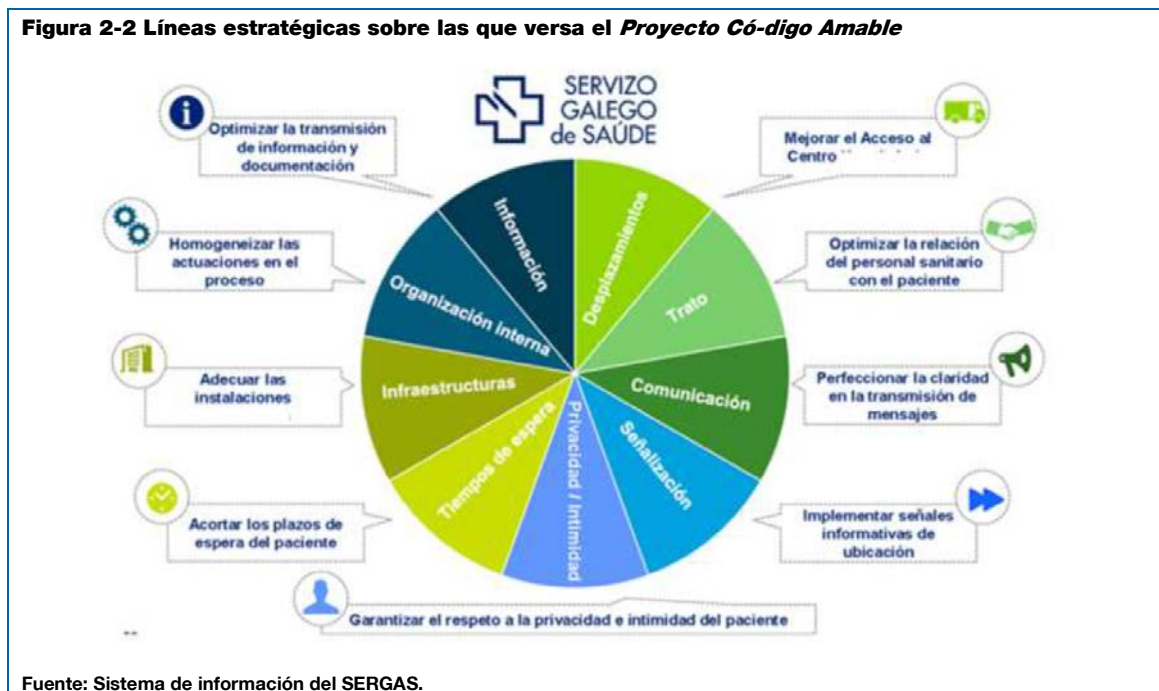 Figura 2-2 Líneas estratégicas sobre las que versa el Proyecto Có-digo Amable
SERVIZO
GALEGO
de SAÚDE
Optimizar la transmisión
de información y
documentación
Mejorar el Acceso al
Centro
Homogeneizar las
actuaciones en el
proceso
Optimizar la relación
del personal sanitario
con el paciente
Adecuar las
instalaciones
Perfeccionar la claridad
en la transmisión de
mensajes
Acortar los plazos de
espera del paciente
Implementar señales
informativas de
ubicación
Garantizar el respeto a la privacidad e intimidad del paciente
Información
Desplazamientos
Organización interna
Trato
Infraestructuras
Comunicación
Tiempos de espera
Privacidad / Intimidad
Señalización
Fuente: Sistema de información del SERGAS.